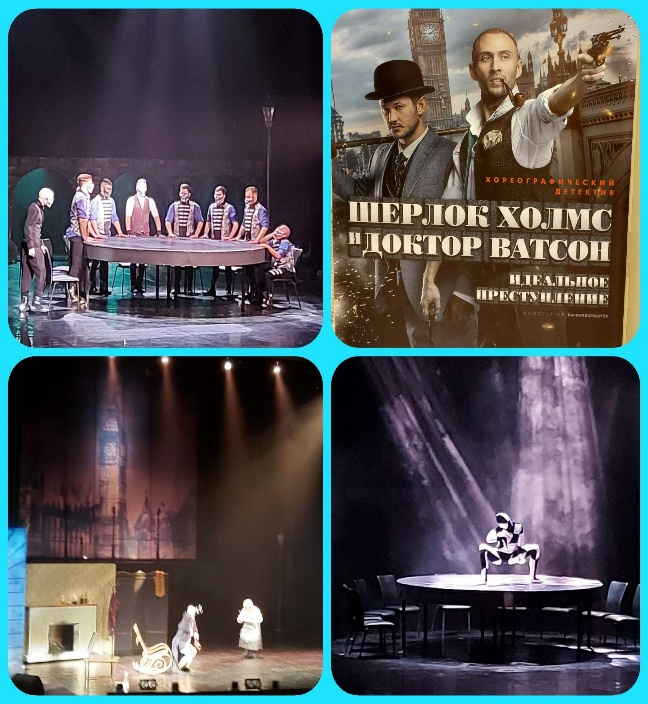 ХОРЕОГРАФИЧЕСКИЙ
ДЕТЕКТИВ
ШЕРЛОК ХОЛМС
И ДОКТОР ВАТСОН
ИДЕАЛЬНОЕ
ПРЕСТУПЛЕНИЕ